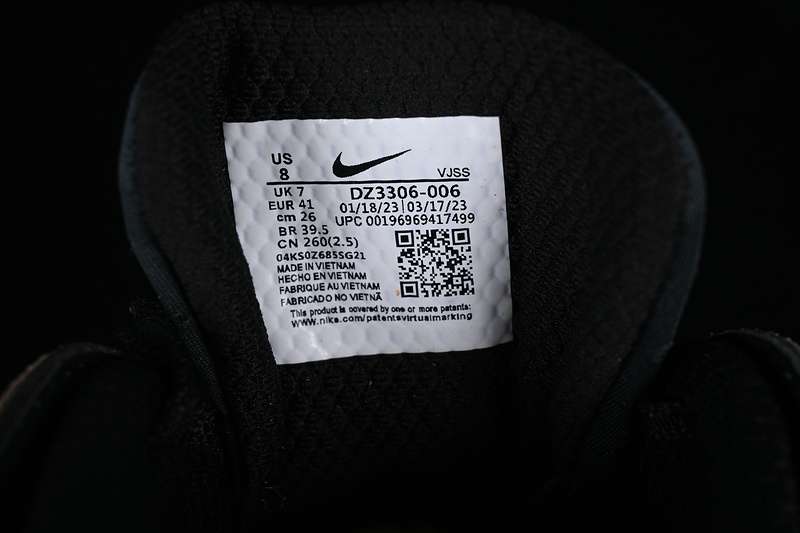 US
8
VJSS
UK 7
DZ3306-006
EUR 41
01/18/23|03/17/23
cm 26
UPC 00196969417499
BR 39.5
CN 260(2.5)
04KS0Z685SG21
MADE IN VIETNAM
HECHO EN VIETNAM
FABRIQUE AU VIETNAM
FABRICADO NO VIETNÃ
This product is covered by one or more patents:
www.nike.com/patentsvirtualmarking